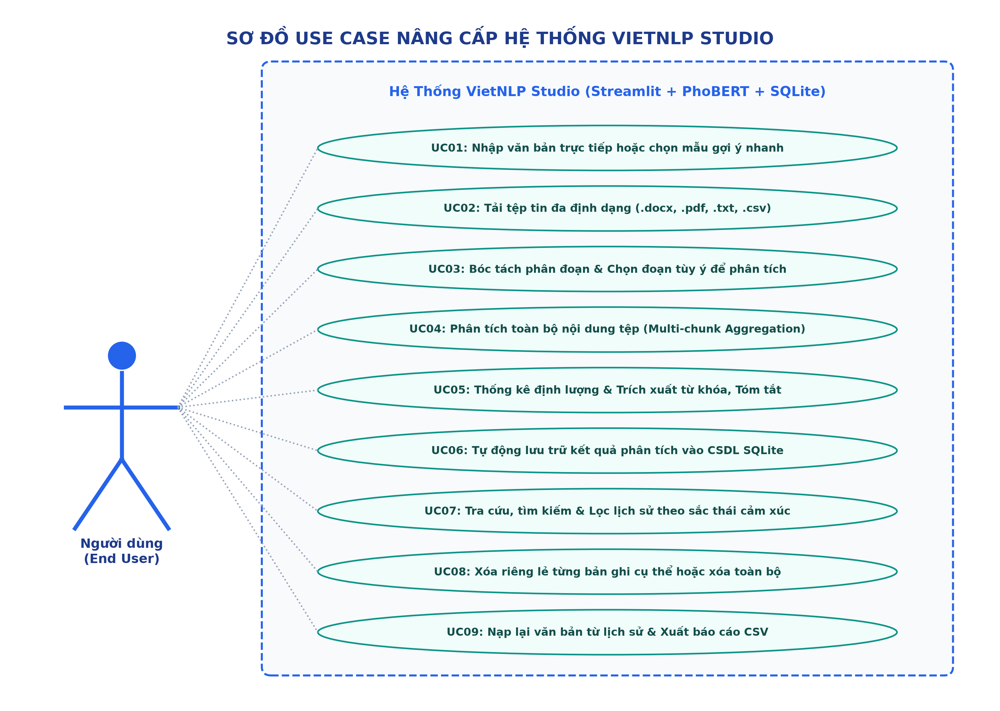 SƠ ĐỒ USE CASE NÂNG CẤP HỆ THỐNG VIETNLP STUDIO
Hệ Thống VietNLP Studio (Streamlit + PhoBERT + SQLite)
UC01: Nhập văn bản trực tiếp hoặc chọn mẫu gợi ý nhanh
UC02: Tải tệp tin đa định dạng (.docx, .pdf, .txt, .csv)
UC03: Bóc tách phân đoạn & Chọn đoạn tùy ý để phân tích
UC04: Phân tích toàn bộ nội dung tệp (Multi-chunk Aggregation)
UC05: Thống kê định lượng & Trích xuất từ khóa, Tóm tắt
UC06: Tự động lưu trữ kết quả phân tích vào CSDL SQLite
UC07: Tra cứu, tìm kiếm & Lọc lịch sử theo sắc thái cảm xúc
Người dùng
(End User)
UC08: Xóa riêng lẻ từng bản ghi cụ thể hoặc xóa toàn bộ
UC09: Nạp lại văn bản từ lịch sử & Xuất báo cáo CSV